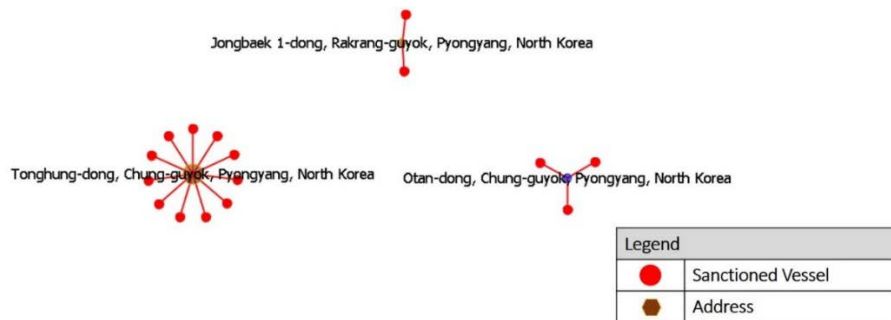 Jongbaek 1-dong, Rakrang-guyok, Pyongyang, North Korea
Tonghung-dong, Chung-guyok, Pyongyang, North Korea
Otan-dong, Chung-guyok, Pyongyang, North Korea
Legend
Sanctioned Vessel
Address